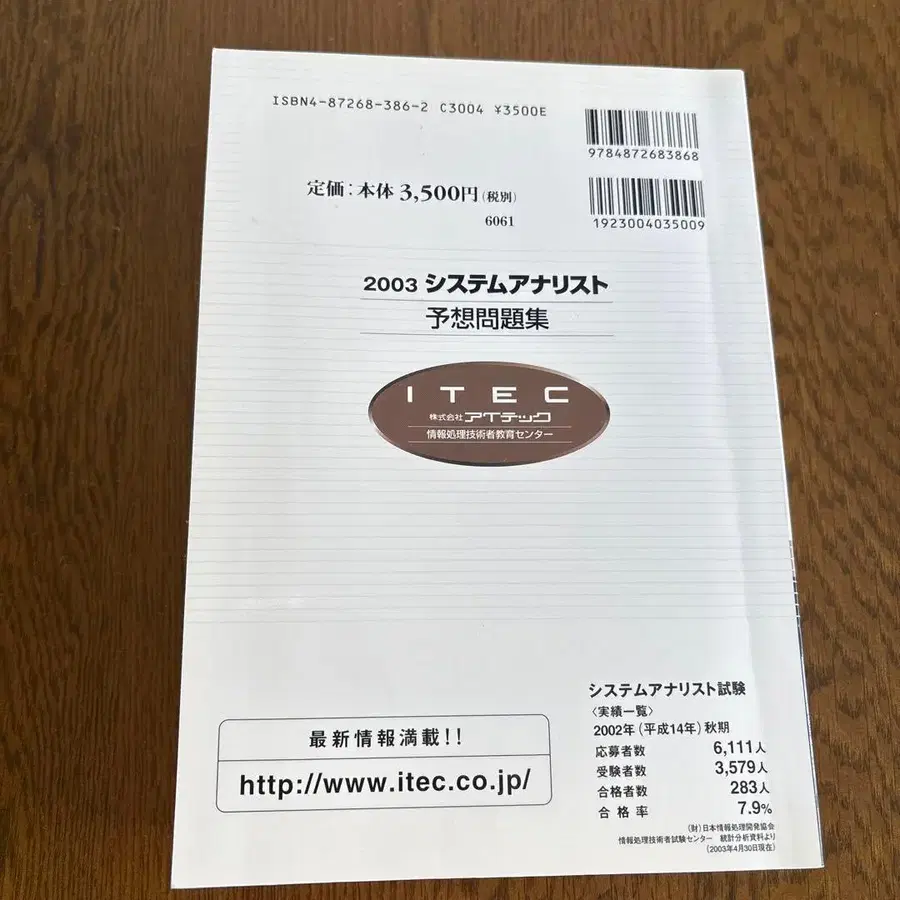 ISBN4-87268-386-2 C3004 ¥3500E
9784872683868
定価：本体 3,500円（税別）
6061
1923004035009
2003 システムアナリスト
予想問題集
ITEC
株式会社アイテック
情報処理技術者教育センター
最新情報満載！！
http://www.itec.co.jp/
システムアナリスト試験
〈実績一覧〉
2002年（平成14年）秋期
応募者数 6,111人
受験者数 3,579人
合格者数 283人
合格率 7.9%
（財）日本情報処理開発協会
情報処理技術者試験センター 統計分析資料より
（2003年4月30日現在）